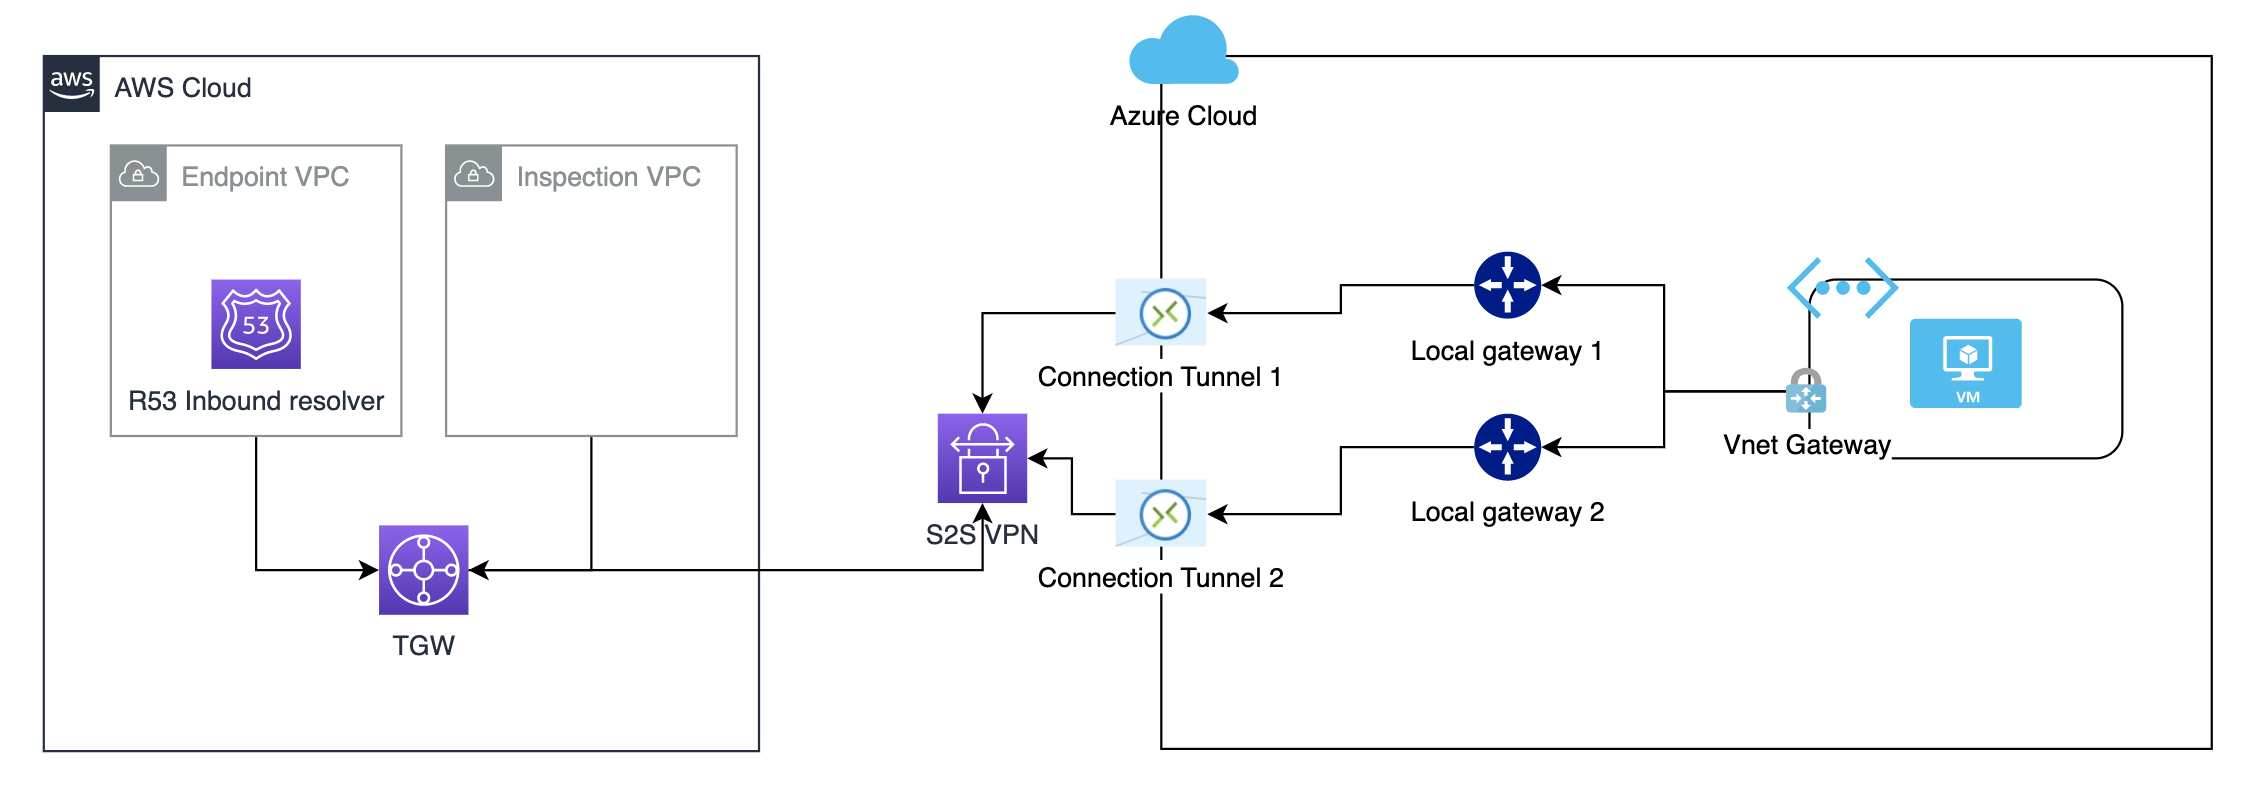 aws
AWS Cloud
Azure Cloud
Endpoint VPC
Inspection VPC
53
R53 Inbound resolver
TGW
S2S VPN
Connection Tunnel 1
Connection Tunnel 2
Local gateway 1
Local gateway 2
Vnet Gateway
VM